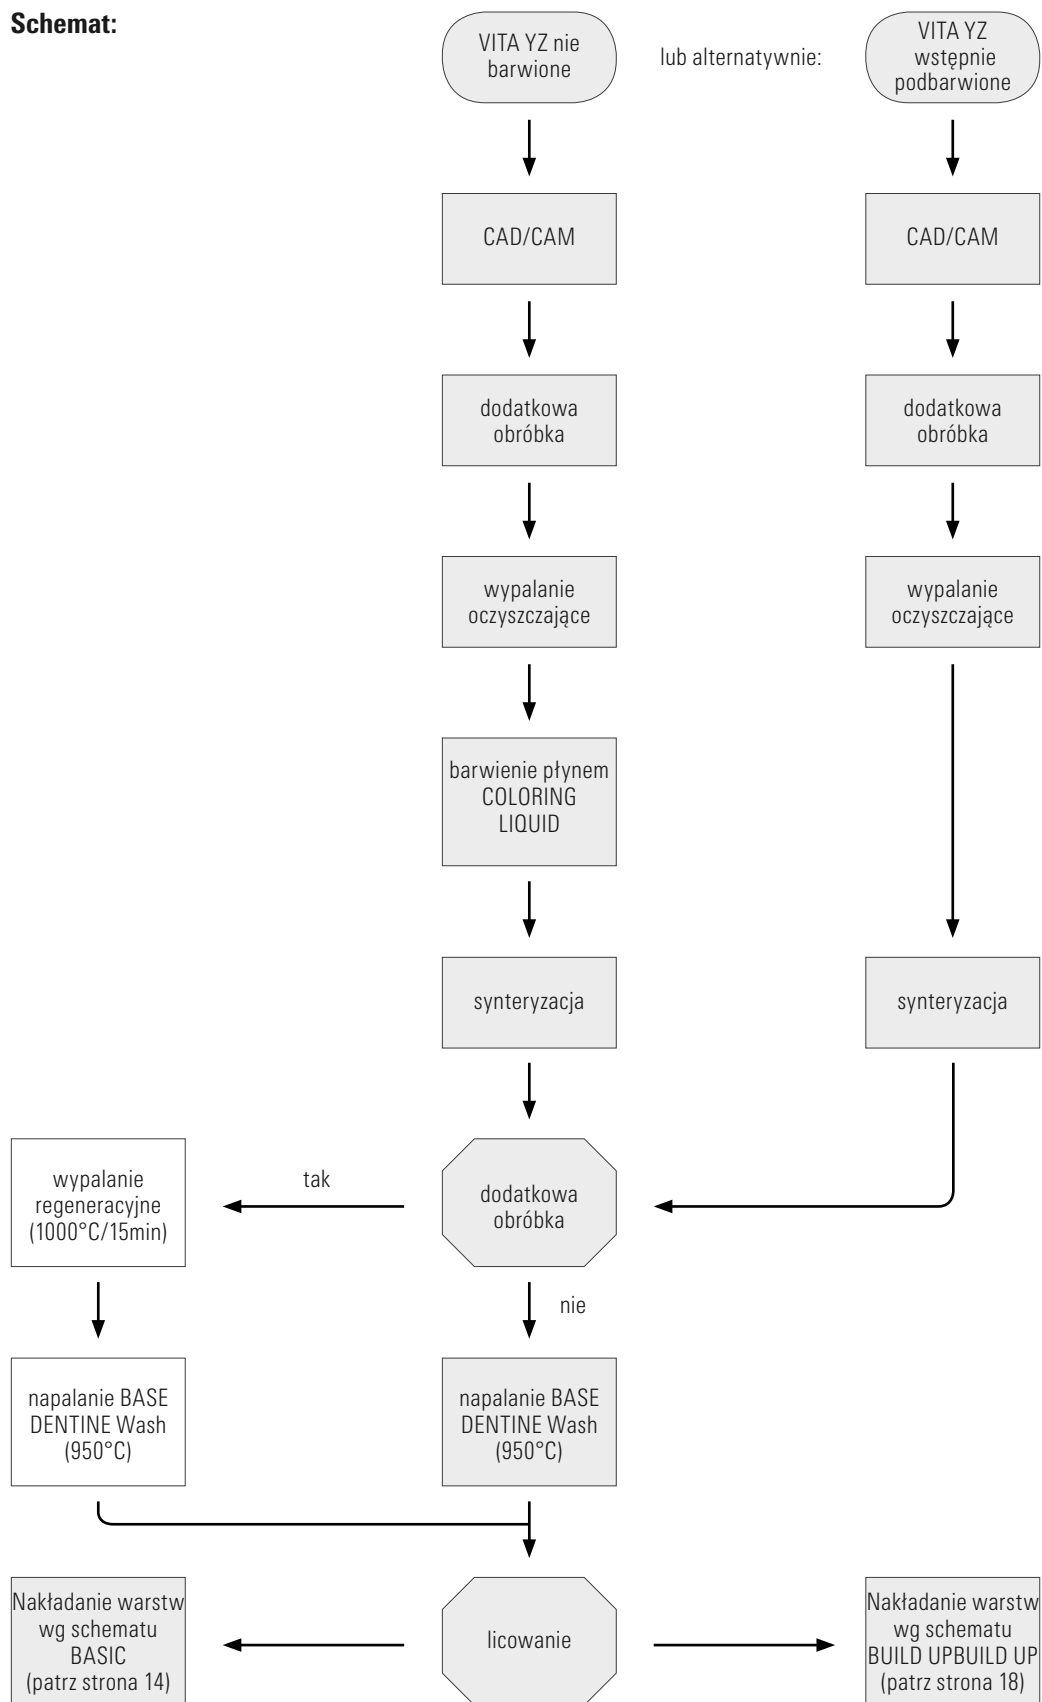 Schemat:
VITA YZ nie
barwione
lub alternatywnie:
VITA YZ
wstępnie
podbarwione
CAD/CAM
CAD/CAM
dodatkowa
obróbka
dodatkowa
obróbka
wypalanie
oczyszczające
wypalanie
oczyszczające
barwienie płynem
COLORING
LIQUID
synteryzacja
synteryzacja
wypalanie
regeneracyjne
(1000°C/15min)
tak
dodatkowa
obróbka
nie
napalanie BASE
DENTINE Wash
(950°C)
napalanie BASE
DENTINE Wash
(950°C)
Nakładanie warstw
wg schematu
BASIC
(patrz strona 14)
licowanie
Nakładanie warstw
wg schematu
BUILD UPBUILD UP
(patrz strona 18)